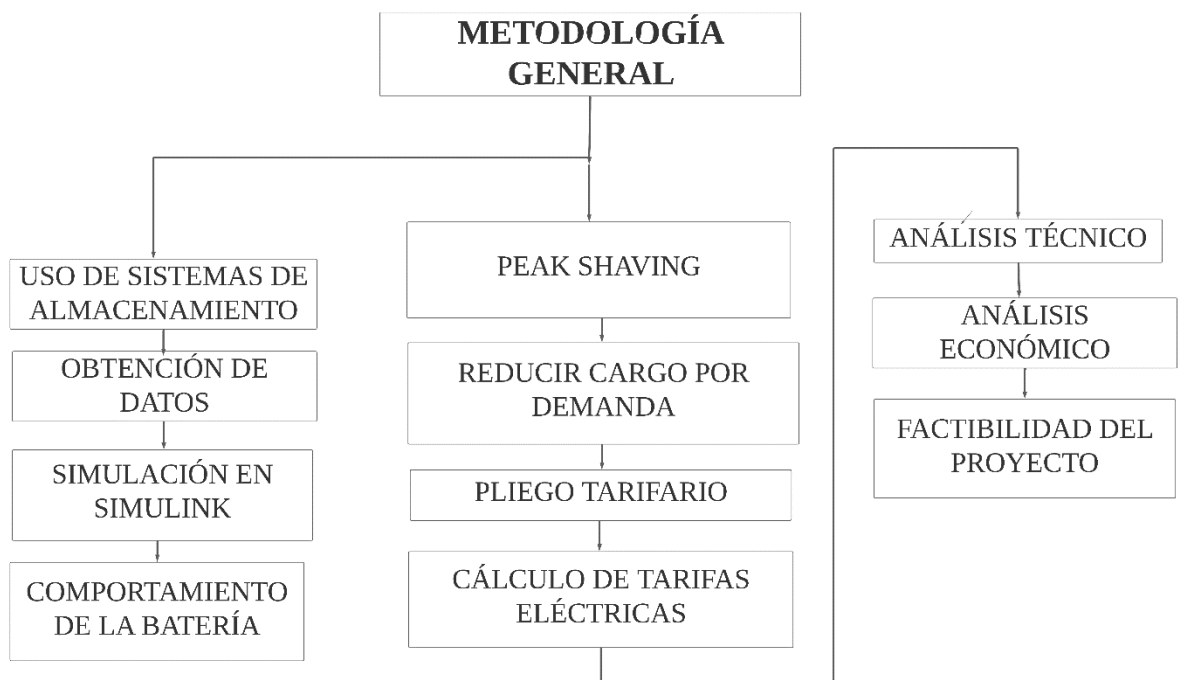 METODOLOGÍA
GENERAL
USO DE SISTEMAS DE
ALMACENAMIENTO
OBTENCIÓN DE
DATOS
SIMULACIÓN EN
SIMULINK
COMPORTAMIENTO
DE LA BATERÍA
PEAK SHAVING
REDUCIR CARGO POR
DEMANDA
PLIEGO TARIFARIO
CÁLCULO DE TARIFAS
ELÉCTRICAS
ANÁLISIS TÉCNICO
ANÁLISIS
ECONÓMICO
FACTIBILIDAD DEL
PROYECTO